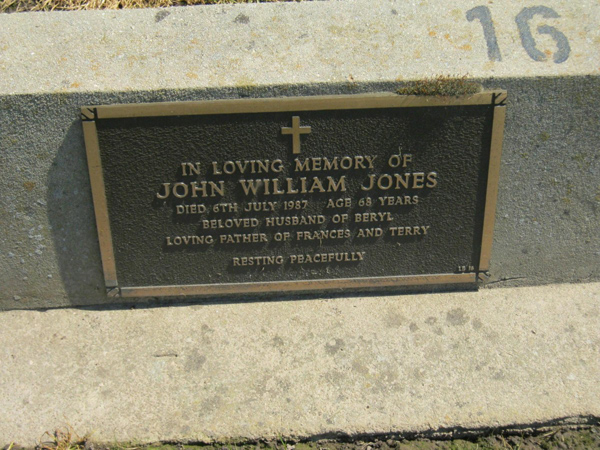 16
IN LOVING MEMORY OF
JOHN WILLIAM JONES
DIED 6TH JULY 1987 AGE 68 YEARS
BELOVED HUSBAND OF BERYL
LOVING FATHER OF FRANCES AND TERRY
RESTING PEACEFULLY